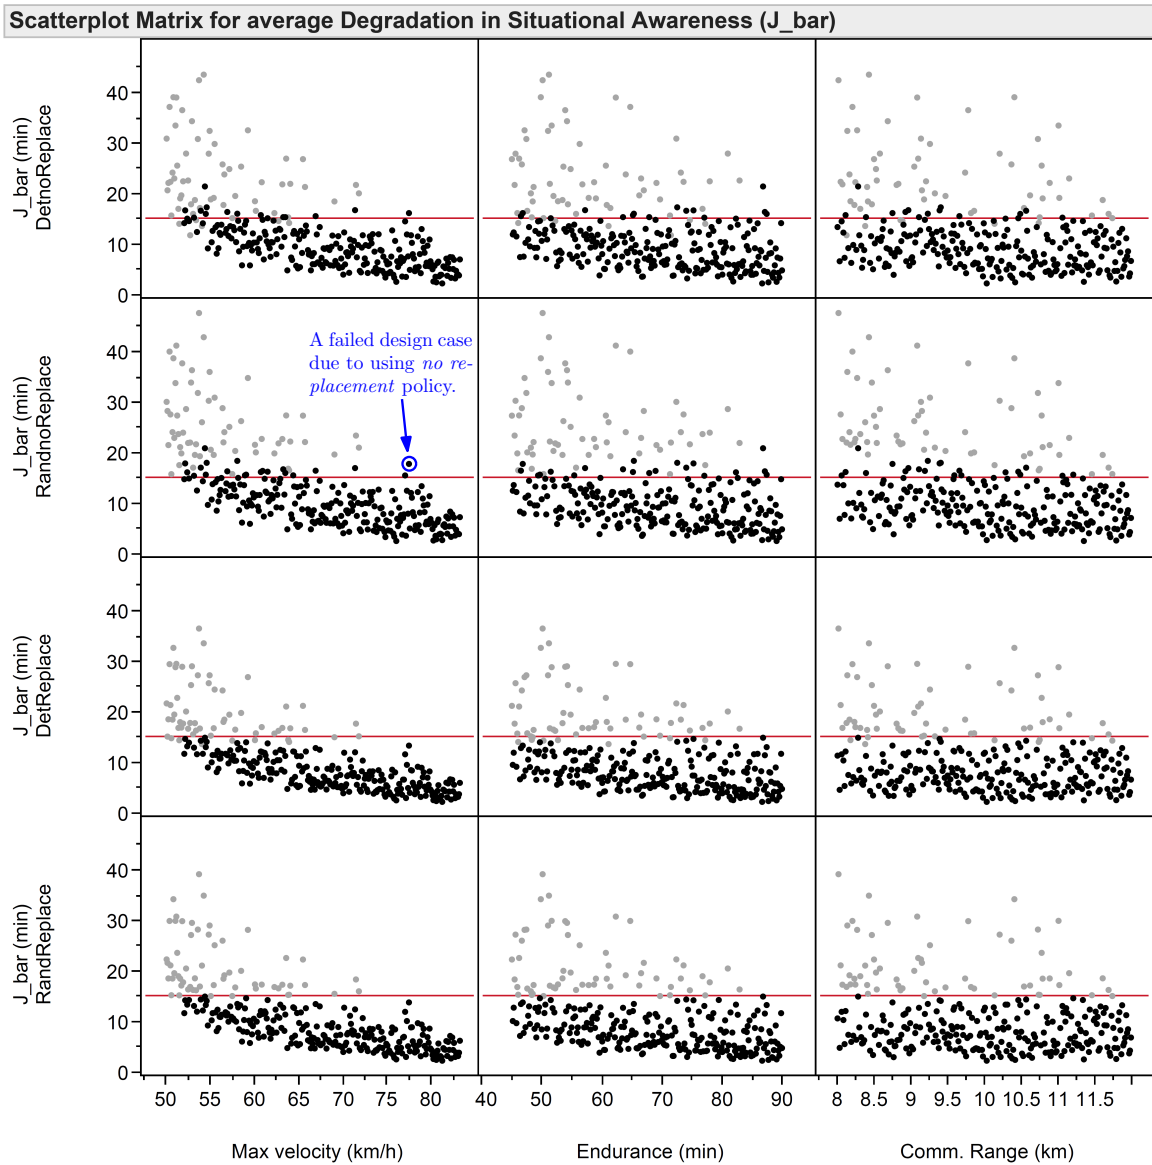 Scatterplot Matrix for average Degradation in Situational Awareness (J_bar)
J_bar (min)
DetnoReplace
40
30
20
10
0
J_bar (min)
RandnoReplace
40
30
20
10
0
A failed design case
due to using no re-
placement policy.
J_bar (min)
DetReplace
40
30
20
10
0
J_bar (min)
RandReplace
40
30
20
10
0
50 55 60 65 70 75 80
40 50 60 70 80 90
8 8.5 9 9.5 10 10.5 11 11.5
Max velocity (km/h)
Endurance (min)
Comm. Range (km)